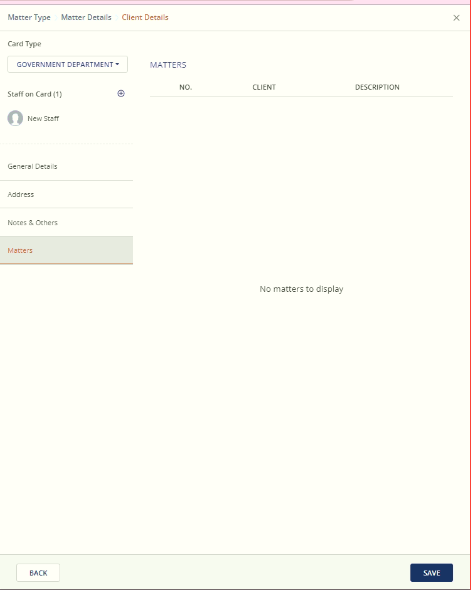 Matter Type Matter Details Client Details
Card Type
GOVERNMENT DEPARTMENT
Staff on Card (1)
New Staff
General Details
Address
Notes & Others
Matters
MATTERS
NO. CLIENT DESCRIPTION
No matters to display
BACK SAVE